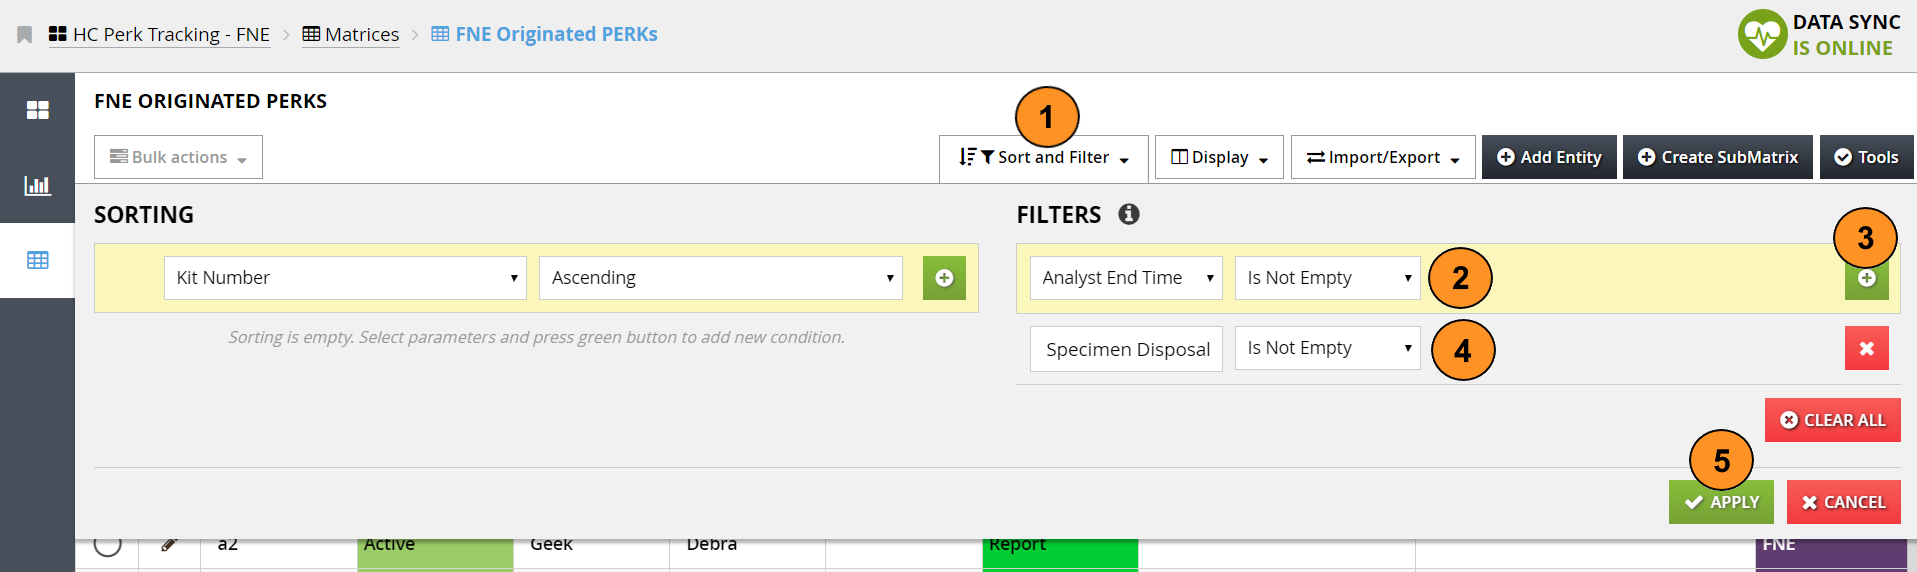 HC Perk Tracking - FNE > Matrices > FNE Originated PERKs
DATA SYNC
IS ONLINE
FNE ORIGINATED PERKS
1
Bulk actions
Sort and Filter
Display
Import/Export
Add Entity
Create SubMatrix
Tools
SORTING
FILTERS
3
Kit Number
Ascending
Analyst End Time
Is Not Empty
2
Sorting is empty. Select parameters and press green button to add new condition.
Specimen Disposal
Is Not Empty
4
CLEAR ALL
5
APPLY
CANCEL
a2
Active
Geek
Debra
Report
FNE